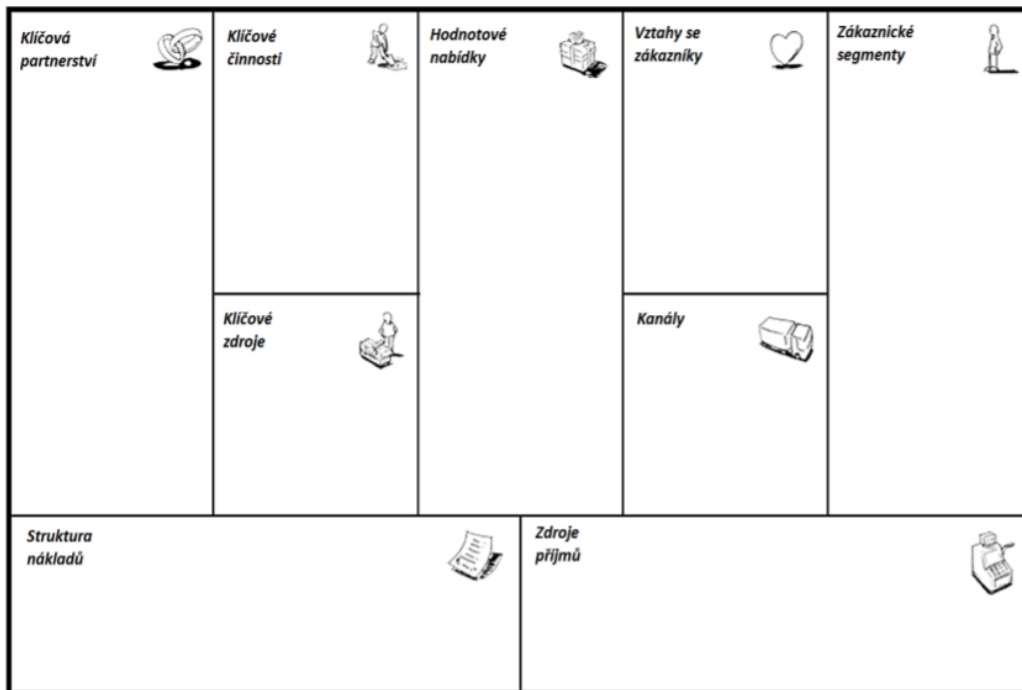 Klíčová
partnerství
Klíčové
činnosti
Hodnotové
nabídky
Vztahy se
zákazníky
Zákaznické
segmenty
Klíčové
zdroje
Kanály
Struktura
nákladů
Zdroje
příjmů